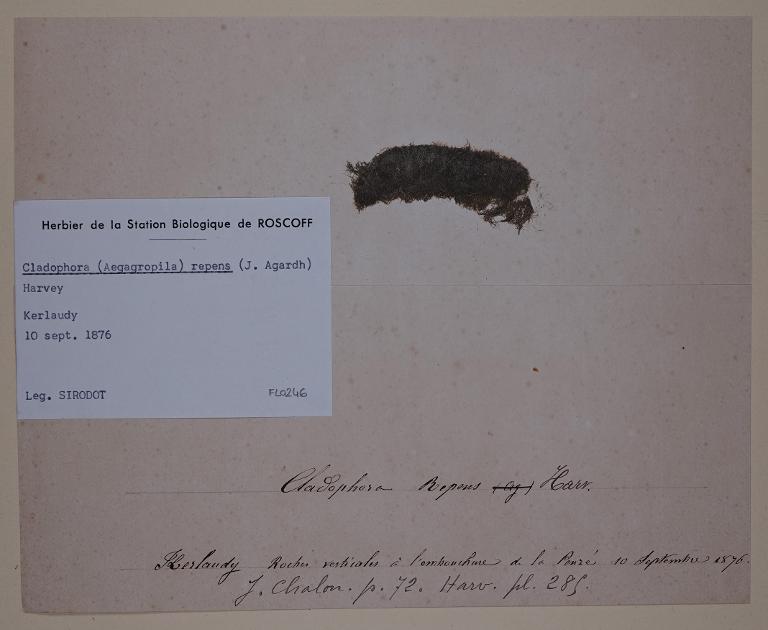 Herbier de la Station Biologique de ROSCOFF
Cladophora (Aegagropila) repens (J. Agardh)
Harvey
Kerlaudy
10 sept. 1876
Leg. SIRODOT FLO246
Cladophora Repens (Ag) Harv.
Kerlaudy Roches verticales à l'embouchure de la Penzé 10 Septembre 1876.
J. Chalon. p. 72. Harv. pl. 285.